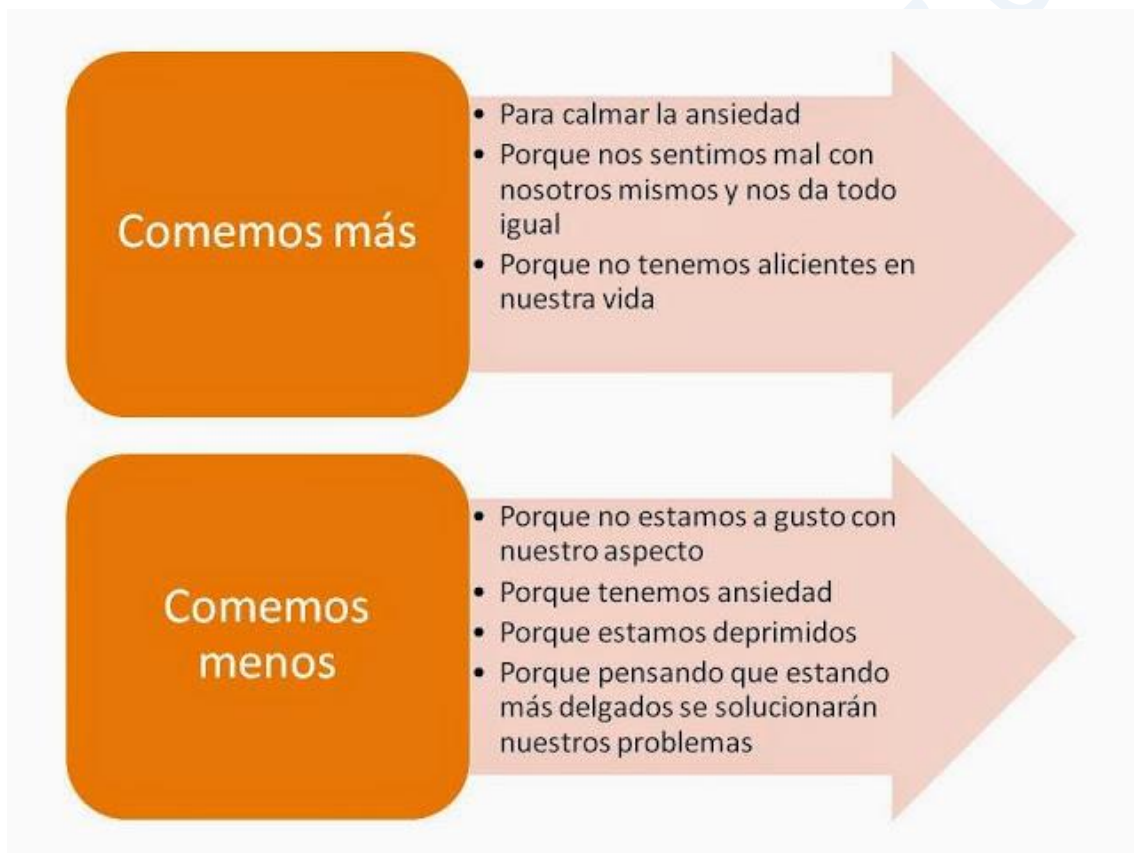 Comemos más
• Para calmar la ansiedad
• Porque nos sentimos mal con
nosotros mismos y nos da todo
igual
• Porque no tenemos alicientes en
nuestra vida
Comemos
menos
• Porque no estamos a gusto con
nuestro aspecto
• Porque tenemos ansiedad
• Porque estamos deprimidos
• Porque pensando que estando
más delgados se solucionarán
nuestros problemas